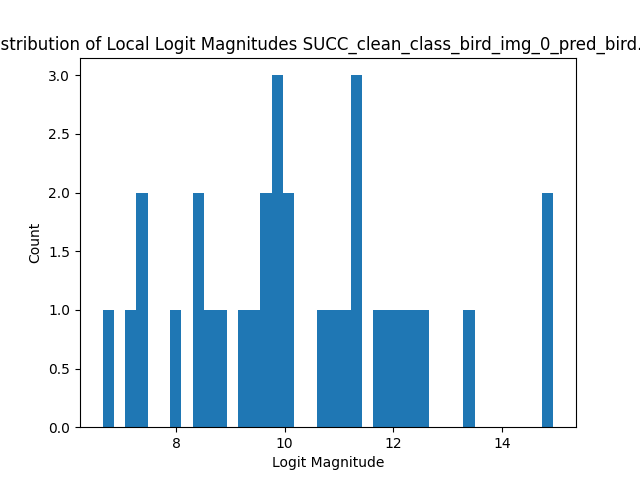 stribution of Local Logit Magnitudes SUCC_clean_class_bird_img_0_pred_bird.
3.0
2.5
2.0
1.5
1.0
0.5
0.0
Count
8 10 12 14
Logit Magnitude